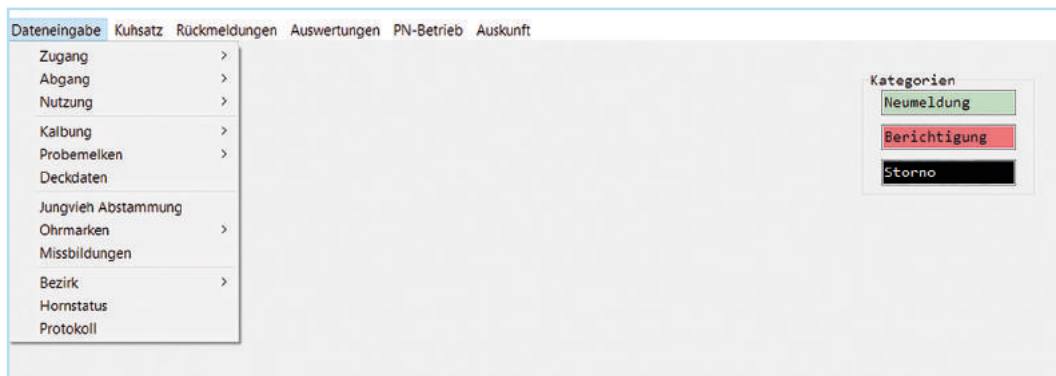 Dateneingabe Kuhsatz Rückmeldungen Auswertungen PN-Betrieb Auskunft
Zugang >
Abgang >
Nutzung >
Kalbung >
Probemelken >
Deckdaten
Jungvieh Abstammung
Ohrmarken >
Missbildungen
Bezirk >
Hornstatus
Protokoll
Kategorien
Neumeldung
Berichtigung
Storno